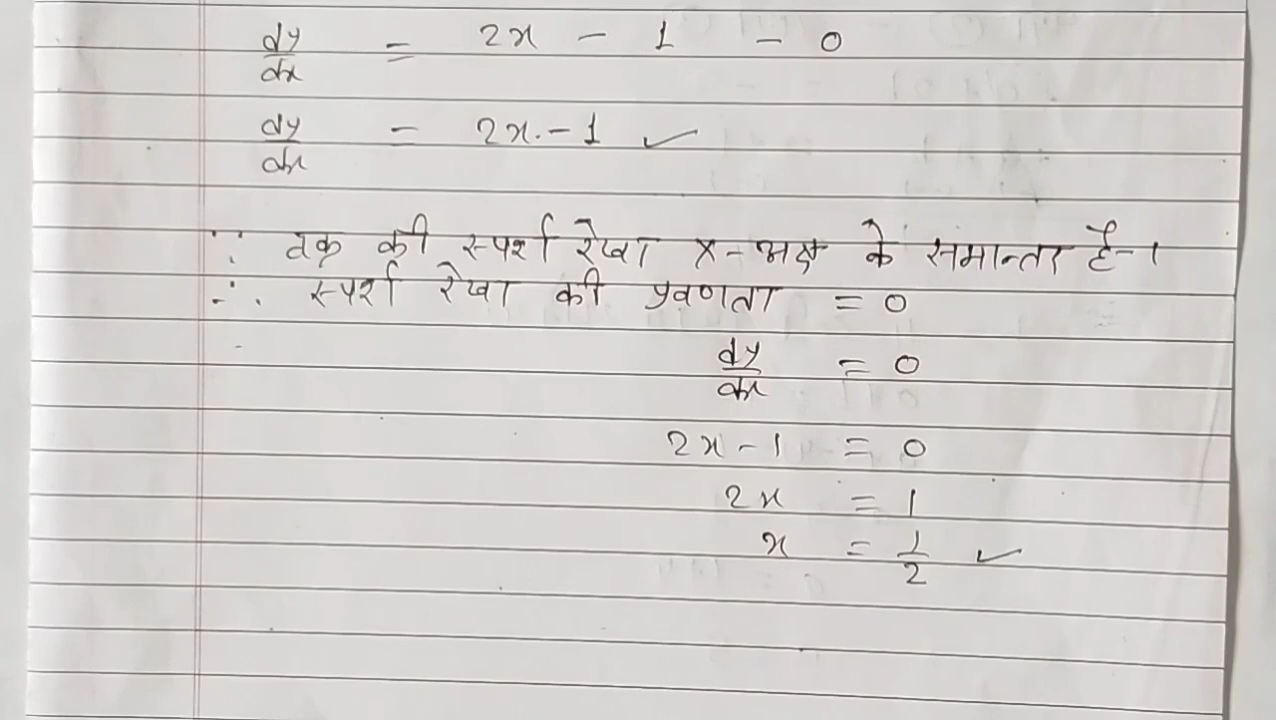 dy/dx = 2x - 1 - 0
dy/dx = 2x - 1 ✓
∵ वक्र की स्पर्श रेखा x-अक्ष के समान्तर है।
∴ स्पर्श रेखा की प्रवणता = 0
dy/dx = 0
2x - 1 = 0
2x = 1
x = 1/2 ✓